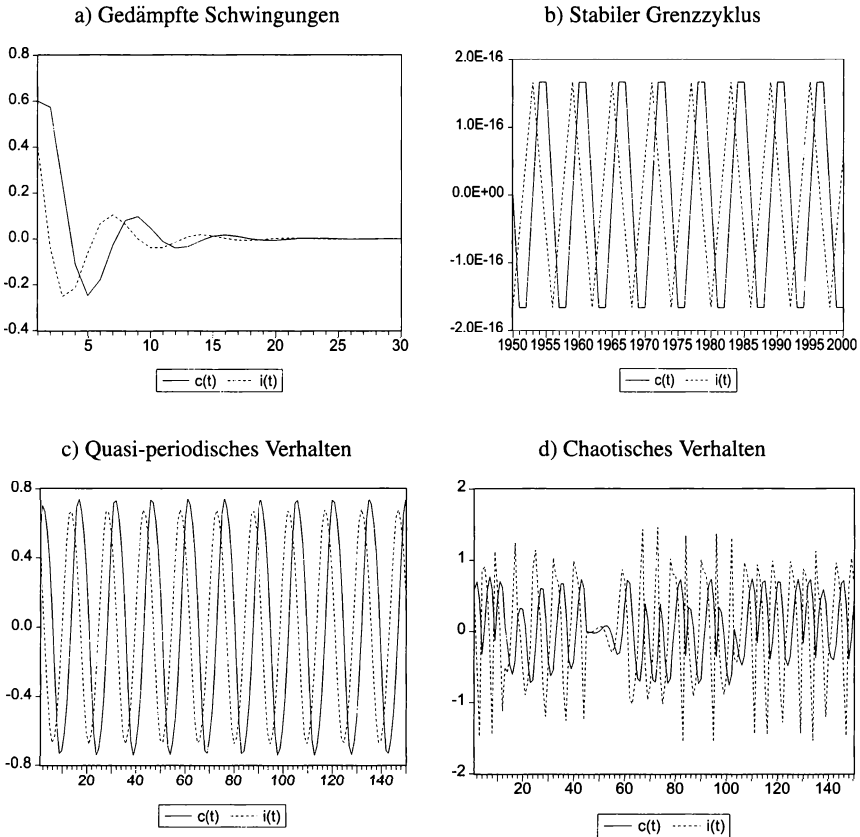 a) Gedämpfte Schwingungen
0.8
0.6
0.4
0.2
0.0
-0.2
-0.4
5 10 15 20 25 30
c(t) i(t)
b) Stabiler Grenzzyklus
2.0E-16
1.0E-16
0.0E+00
-1.0E-16
-2.0E-16
1950 1955 1960 1965 1970 1975 1980 1985 1990 1995 2000
c(t) i(t)
c) Quasi-periodisches Verhalten
0.8
0.4
0.0
-0.4
-0.8
20 40 60 80 100 120 140
c(t) i(t)
d) Chaotisches Verhalten
2
1
0
-1
-2
20 40 60 80 100 120 140
c(t) i(t)